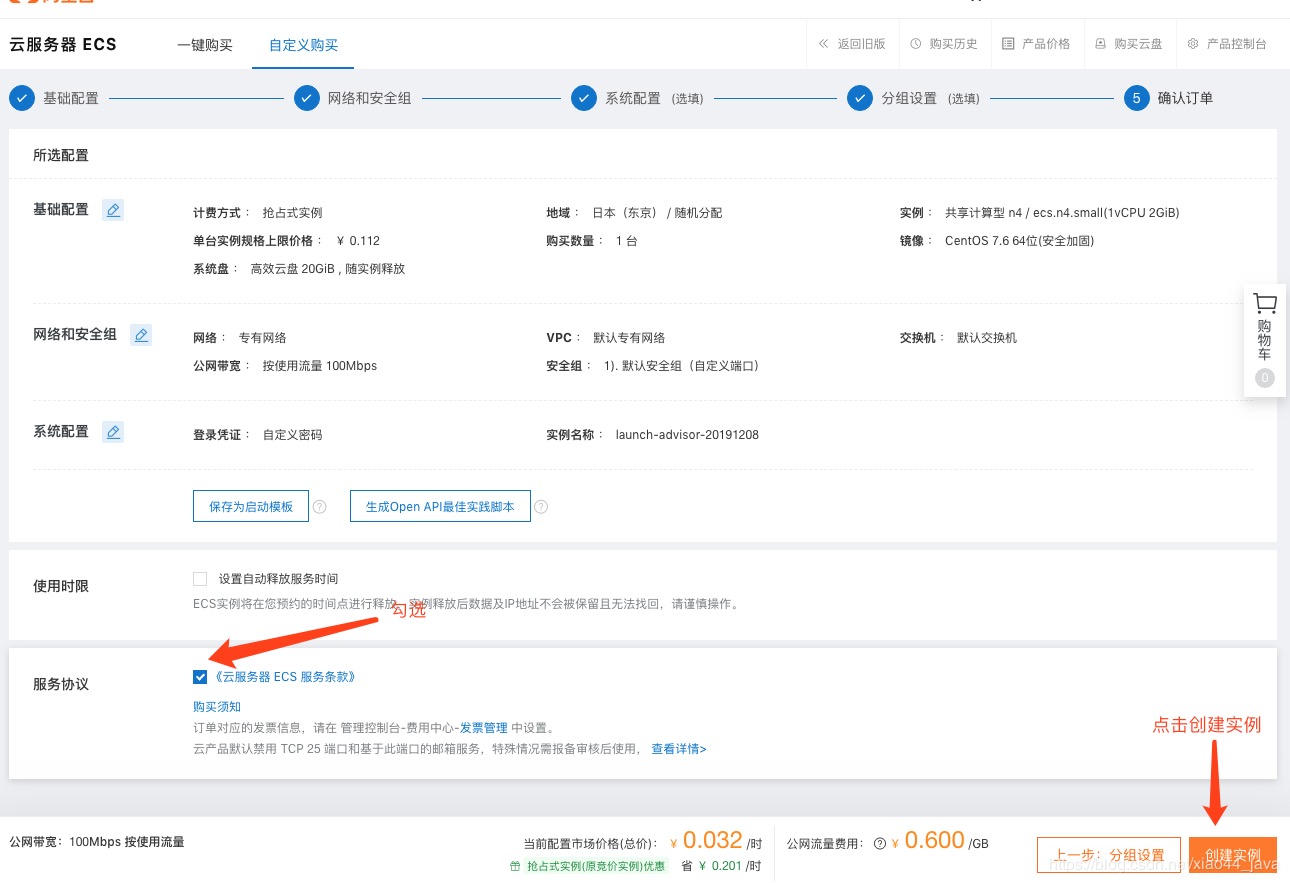 云服务器 ECS 一键购买 自定义购买 返回旧版 购买历史 产品价格 购买云盘 产品控制台
基础配置 网络和安全组 系统配置 (选填) 分组设置 (选填) 5 确认订单
所选配置
基础配置
计费方式： 抢占式实例 地域： 日本（东京） / 随机分配 实例： 共享计算型 n4 / ecs.n4.small(1vCPU 2GiB)
单台实例规格上限价格： ¥ 0.112 购买数量： 1 台 镜像： CentOS 7.6 64位(安全加固)
系统盘： 高效云盘 20GiB , 随实例释放
网络和安全组
网络： 专有网络 VPC： 默认专有网络 交换机： 默认交换机
公网带宽： 按使用流量 100Mbps 安全组： 1). 默认安全组（自定义端口）
购物车
0
系统配置
登录凭证： 自定义密码 实例名称： launch-advisor-20191208
保存为启动模板 ? 生成Open API最佳实践脚本 ?
使用时限
设置自动释放服务时间
ECS实例将在您预约的时间点进行释放，实例释放后数据及IP地址不会被保留且无法找回，请谨慎操作。
勾选
服务协议
《云服务器 ECS 服务条款》
购买须知
订单对应的发票信息，请在 管理控制台-费用中心-发票管理 中设置。
云产品默认禁用 TCP 25 端口和基于此端口的邮箱服务，特殊情况需报备审核后使用， 查看详情>
点击创建实例
公网带宽：100Mbps 按使用流量 当前配置市场价格(总价)： ¥ 0.032 /时 公网流量费用： ? ¥ 0.600 /GB
抢占式实例(原竞价实例)优惠 省 ¥ 0.201 /时
上一步：分组设置 创建实例
https://blog.csdn.net/xiao44_java